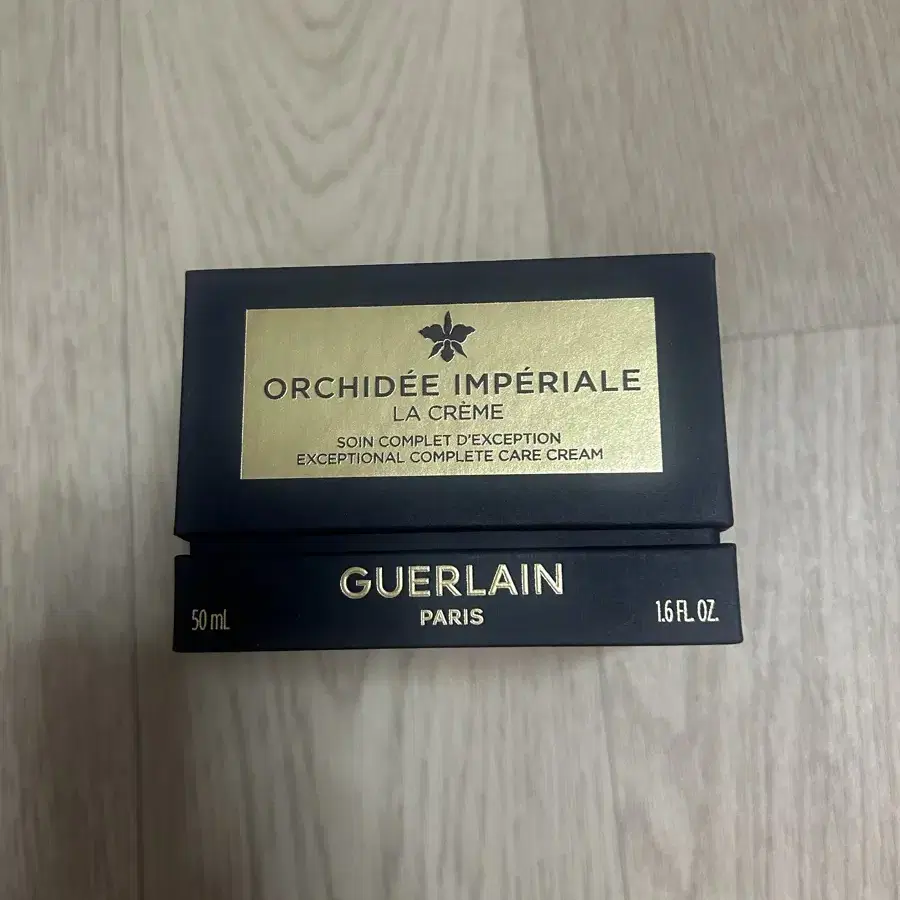 ORCHIDÉE IMPÉRIALE
LA CRÈME
SOIN COMPLET D'EXCEPTION
EXCEPTIONAL COMPLETE CARE CREAM
GUERLAIN
PARIS
50 mL
1.6 FL. OZ.